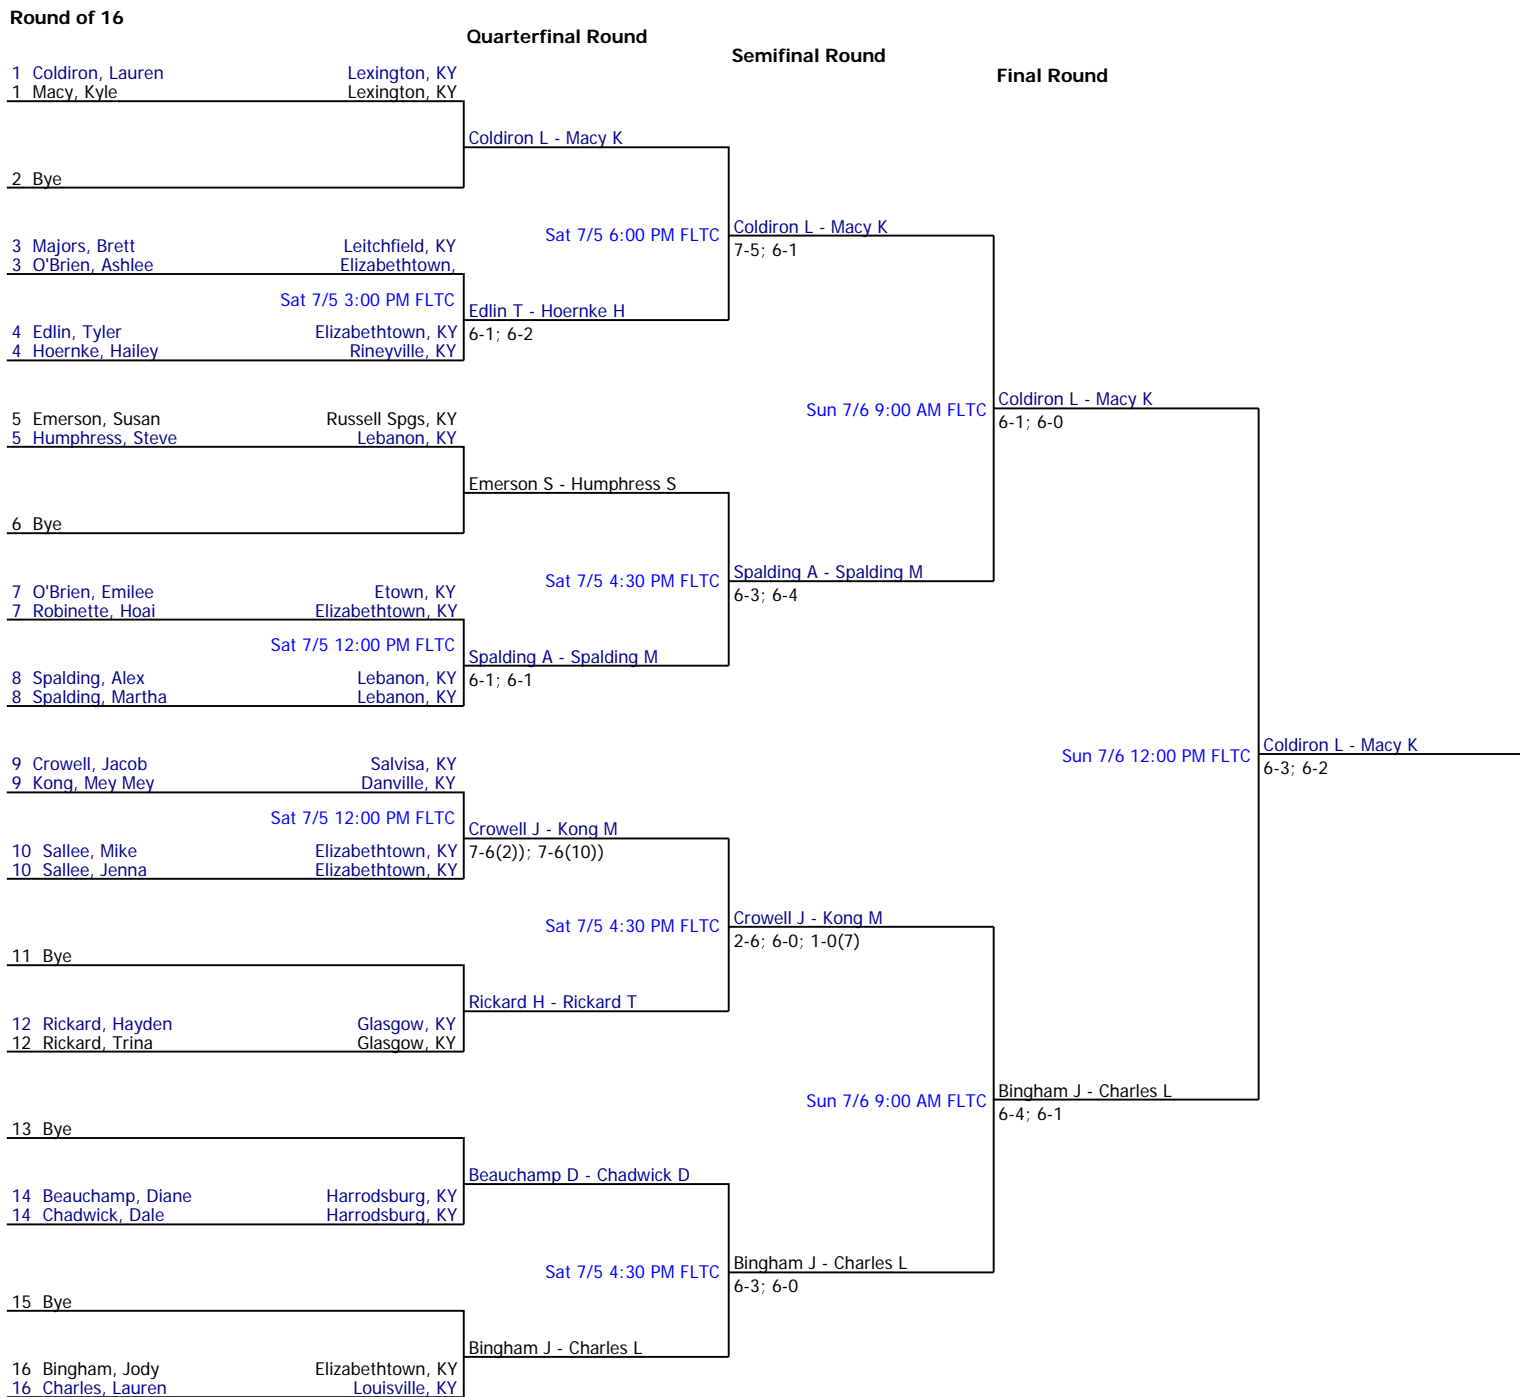 Round of 16
Quarterfinal Round
Semifinal Round
Final Round
1 Coldiron, Lauren Lexington, KY
1 Macy, Kyle Lexington, KY
Coldiron L - Macy K
2 Bye
Sat 7/5 6:00 PM FLTC
Coldiron L - Macy K
7-5; 6-1
3 Majors, Brett Leitchfield, KY
3 O'Brien, Ashlee Elizabethtown,
Sat 7/5 3:00 PM FLTC
Edlin T - Hoernke H
6-1; 6-2
4 Edlin, Tyler Elizabethtown, KY
4 Hoernke, Hailey Rineyville, KY
Sun 7/6 9:00 AM FLTC
Coldiron L - Macy K
6-1; 6-0
5 Emerson, Susan Russell Spgs, KY
5 Humphress, Steve Lebanon, KY
Emerson S - Humphress S
6 Bye
Sat 7/5 4:30 PM FLTC
Spalding A - Spalding M
6-3; 6-4
7 O'Brien, Emilee Etown, KY
7 Robinette, Hoai Elizabethtown, KY
Sat 7/5 12:00 PM FLTC
Spalding A - Spalding M
6-1; 6-1
8 Spalding, Alex Lebanon, KY
8 Spalding, Martha Lebanon, KY
Sun 7/6 12:00 PM FLTC
Coldiron L - Macy K
6-3; 6-2
9 Crowell, Jacob Salvisa, KY
9 Kong, Mey Mey Danville, KY
Sat 7/5 12:00 PM FLTC
Crowell J - Kong M
7-6(2)); 7-6(10))
10 Sallee, Mike Elizabethtown, KY
10 Sallee, Jenna Elizabethtown, KY
Sat 7/5 4:30 PM FLTC
Crowell J - Kong M
2-6; 6-0; 1-0(7)
11 Bye
Rickard H - Rickard T
12 Rickard, Hayden Glasgow, KY
12 Rickard, Trina Glasgow, KY
Sun 7/6 9:00 AM FLTC
Bingham J - Charles L
6-4; 6-1
13 Bye
Beauchamp D - Chadwick D
14 Beauchamp, Diane Harrodsburg, KY
14 Chadwick, Dale Harrodsburg, KY
Sat 7/5 4:30 PM FLTC
Bingham J - Charles L
6-3; 6-0
15 Bye
Bingham J - Charles L
16 Bingham, Jody Elizabethtown, KY
16 Charles, Lauren Louisville, KY